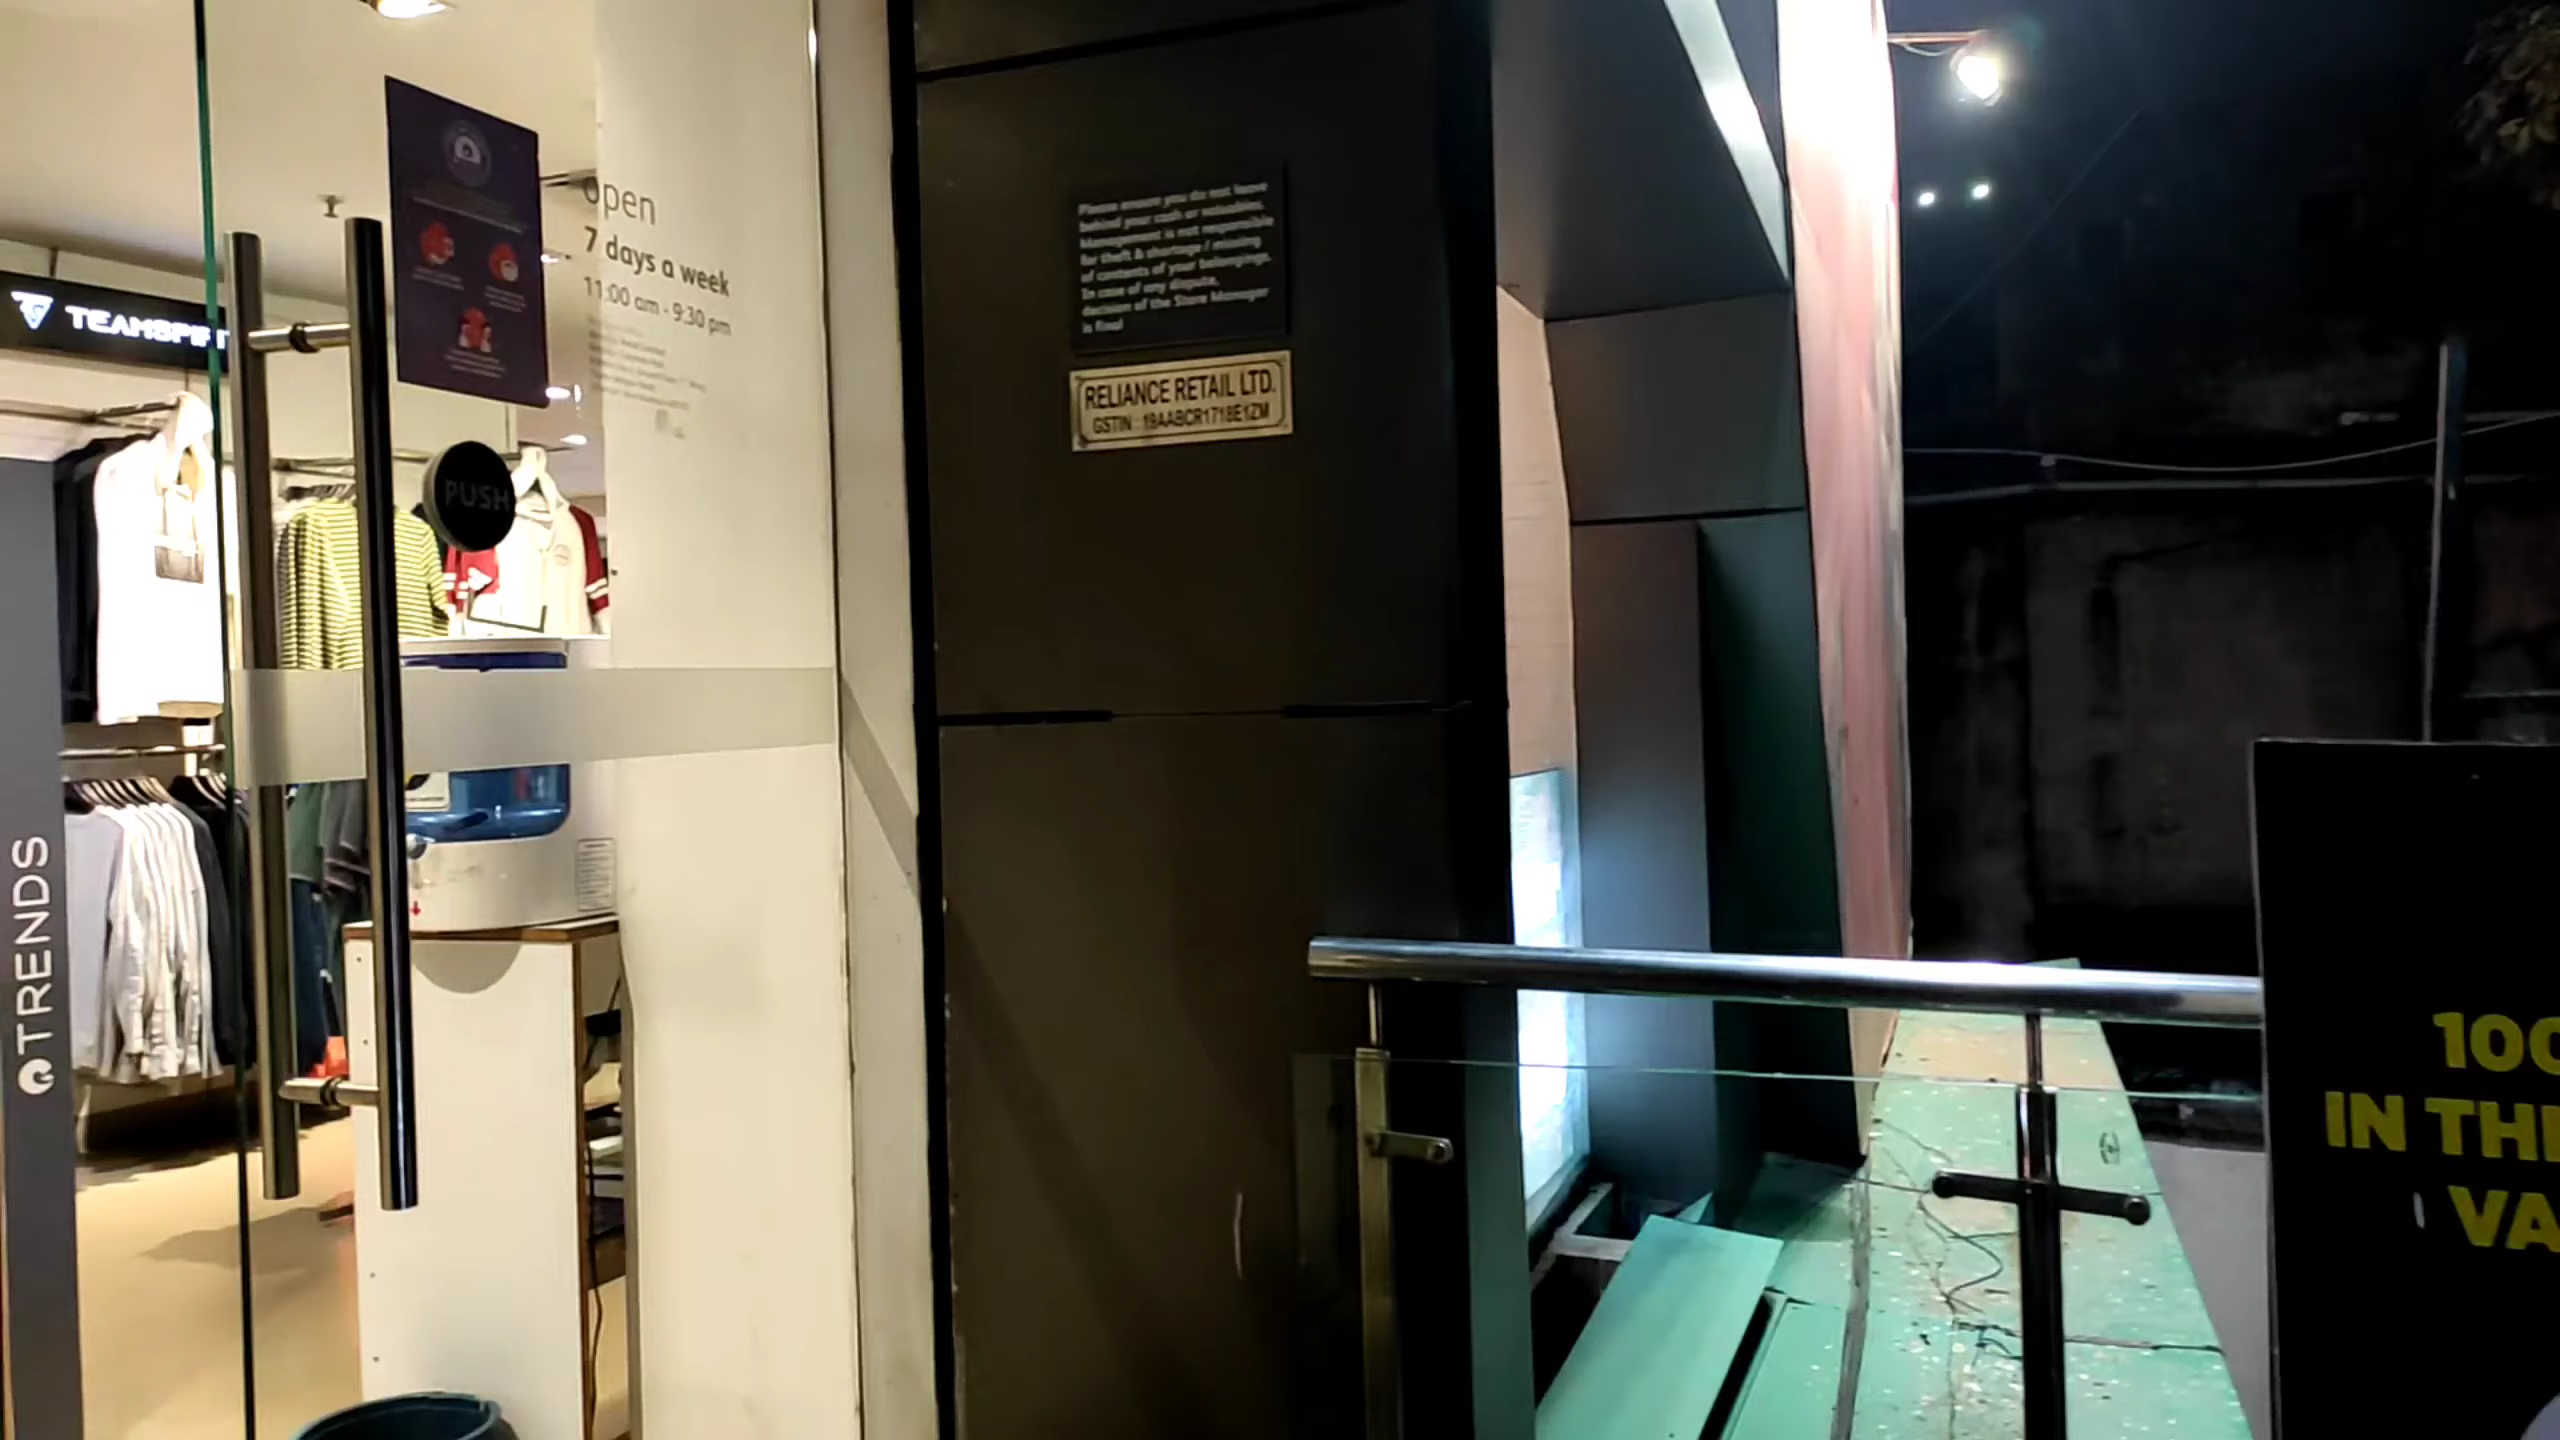 TEAMSPIRIT
TRENDS
open
7 days a week
11:00 am - 9:30 pm
PUSH
Please ensure you do not leave
behind your cash or valuables.
Management is not responsible
for theft & shortage / missing
of contents of your belongings.
In case of any dispute,
decision of the Store Manager
is final
RELIANCE RETAIL LTD.
GSTIN : 19AABCR1718E1ZM
100
IN TH
VA